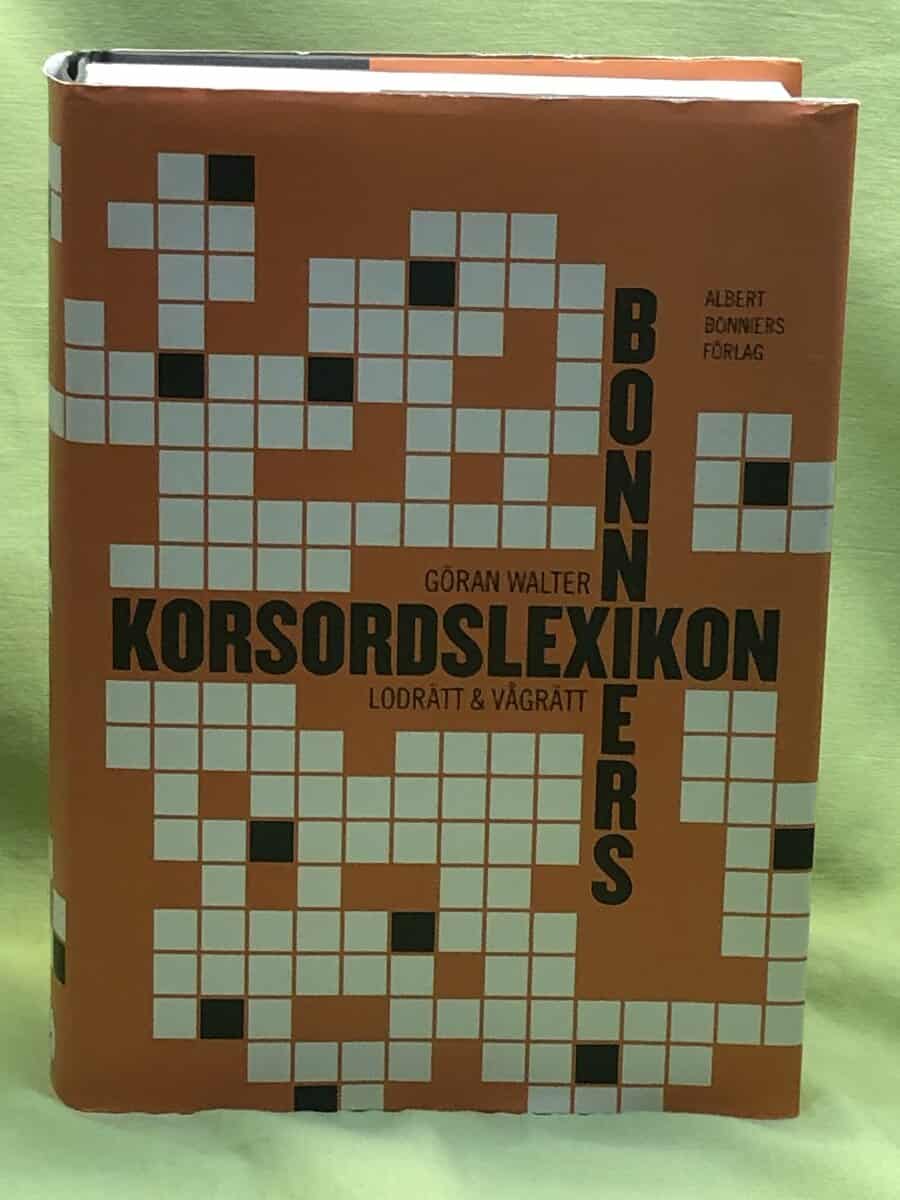 ALBERT
BONNIERS
FÖRLAG
BONNIERS
GÖRAN WALTER
KORSORDSLEXIKON
LODRÄTT & VÅGRÄTT